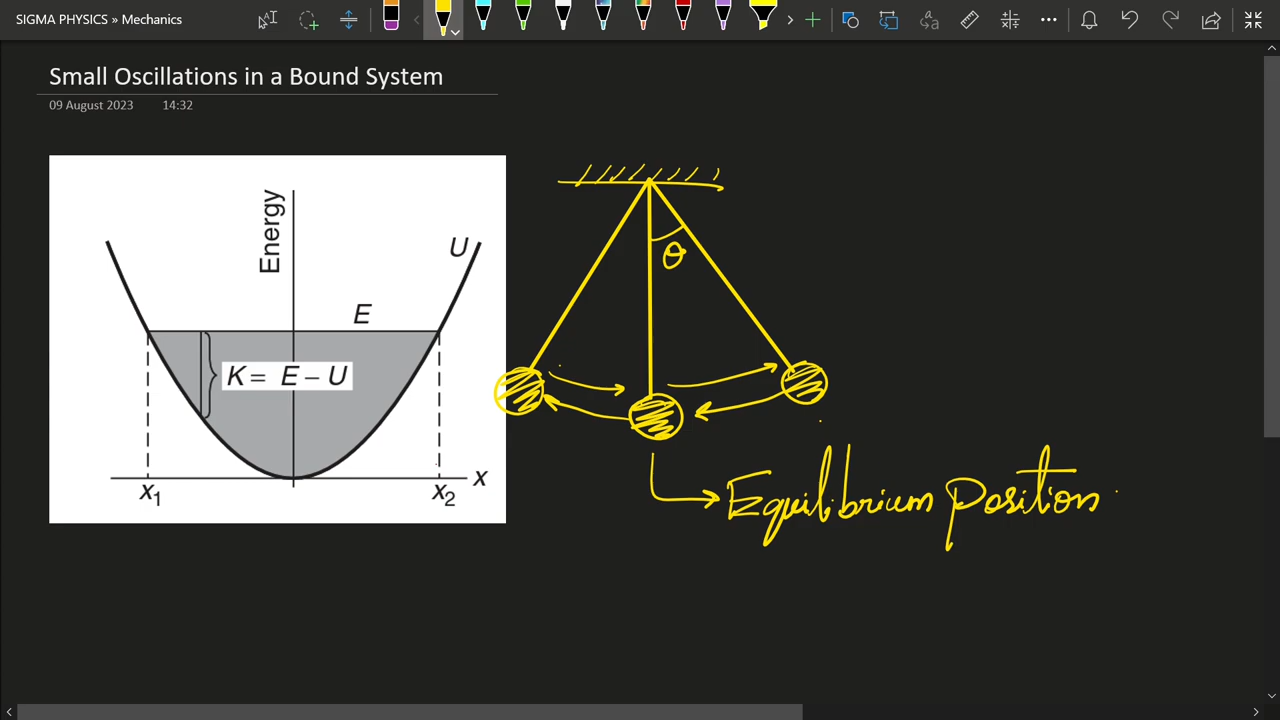 SIGMA PHYSICS » Mechanics
Small Oscillations in a Bound System
09 August 2023 14:32
Energy
U
E
K = E – U
x
x1
x2
θ
Equilibrium Position